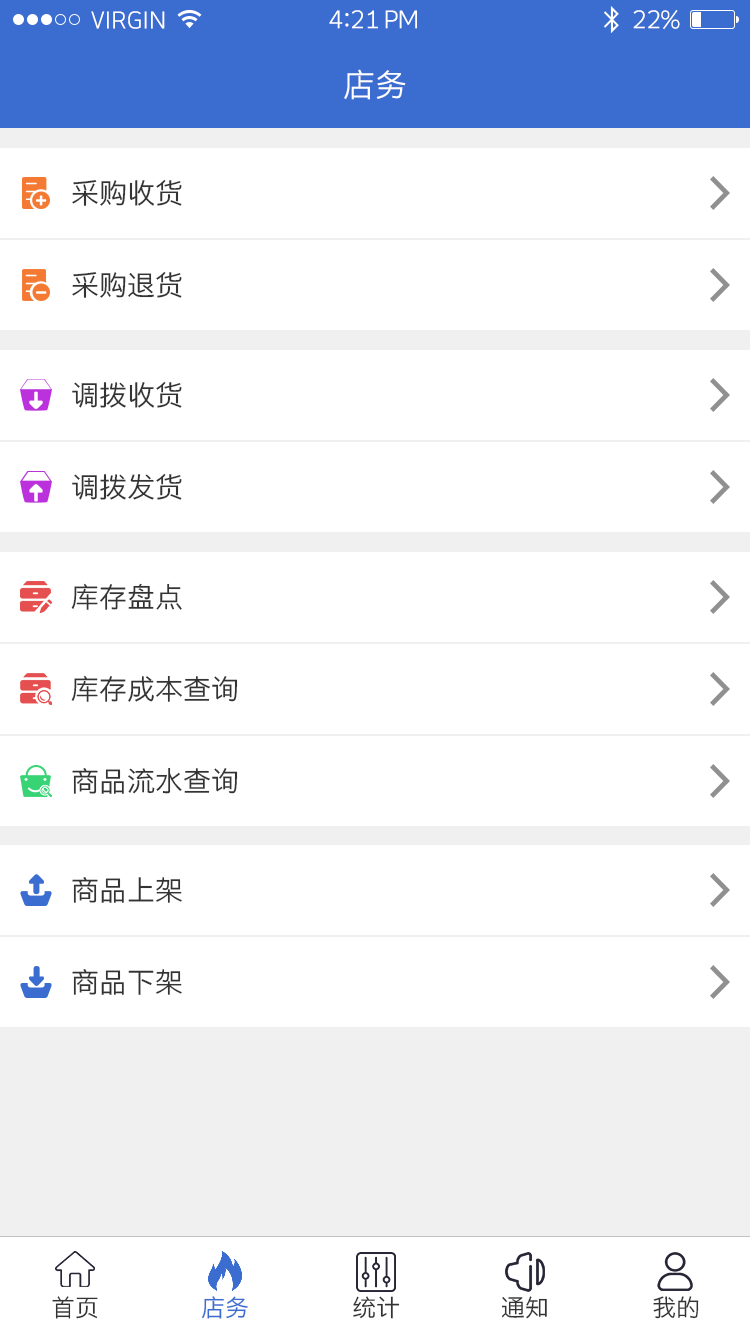 VIRGIN 4:21 PM 22%
店务
采购收货
采购退货
调拨收货
调拨发货
库存盘点
库存成本查询
商品流水查询
商品上架
商品下架
首页 店务 统计 通知 我的